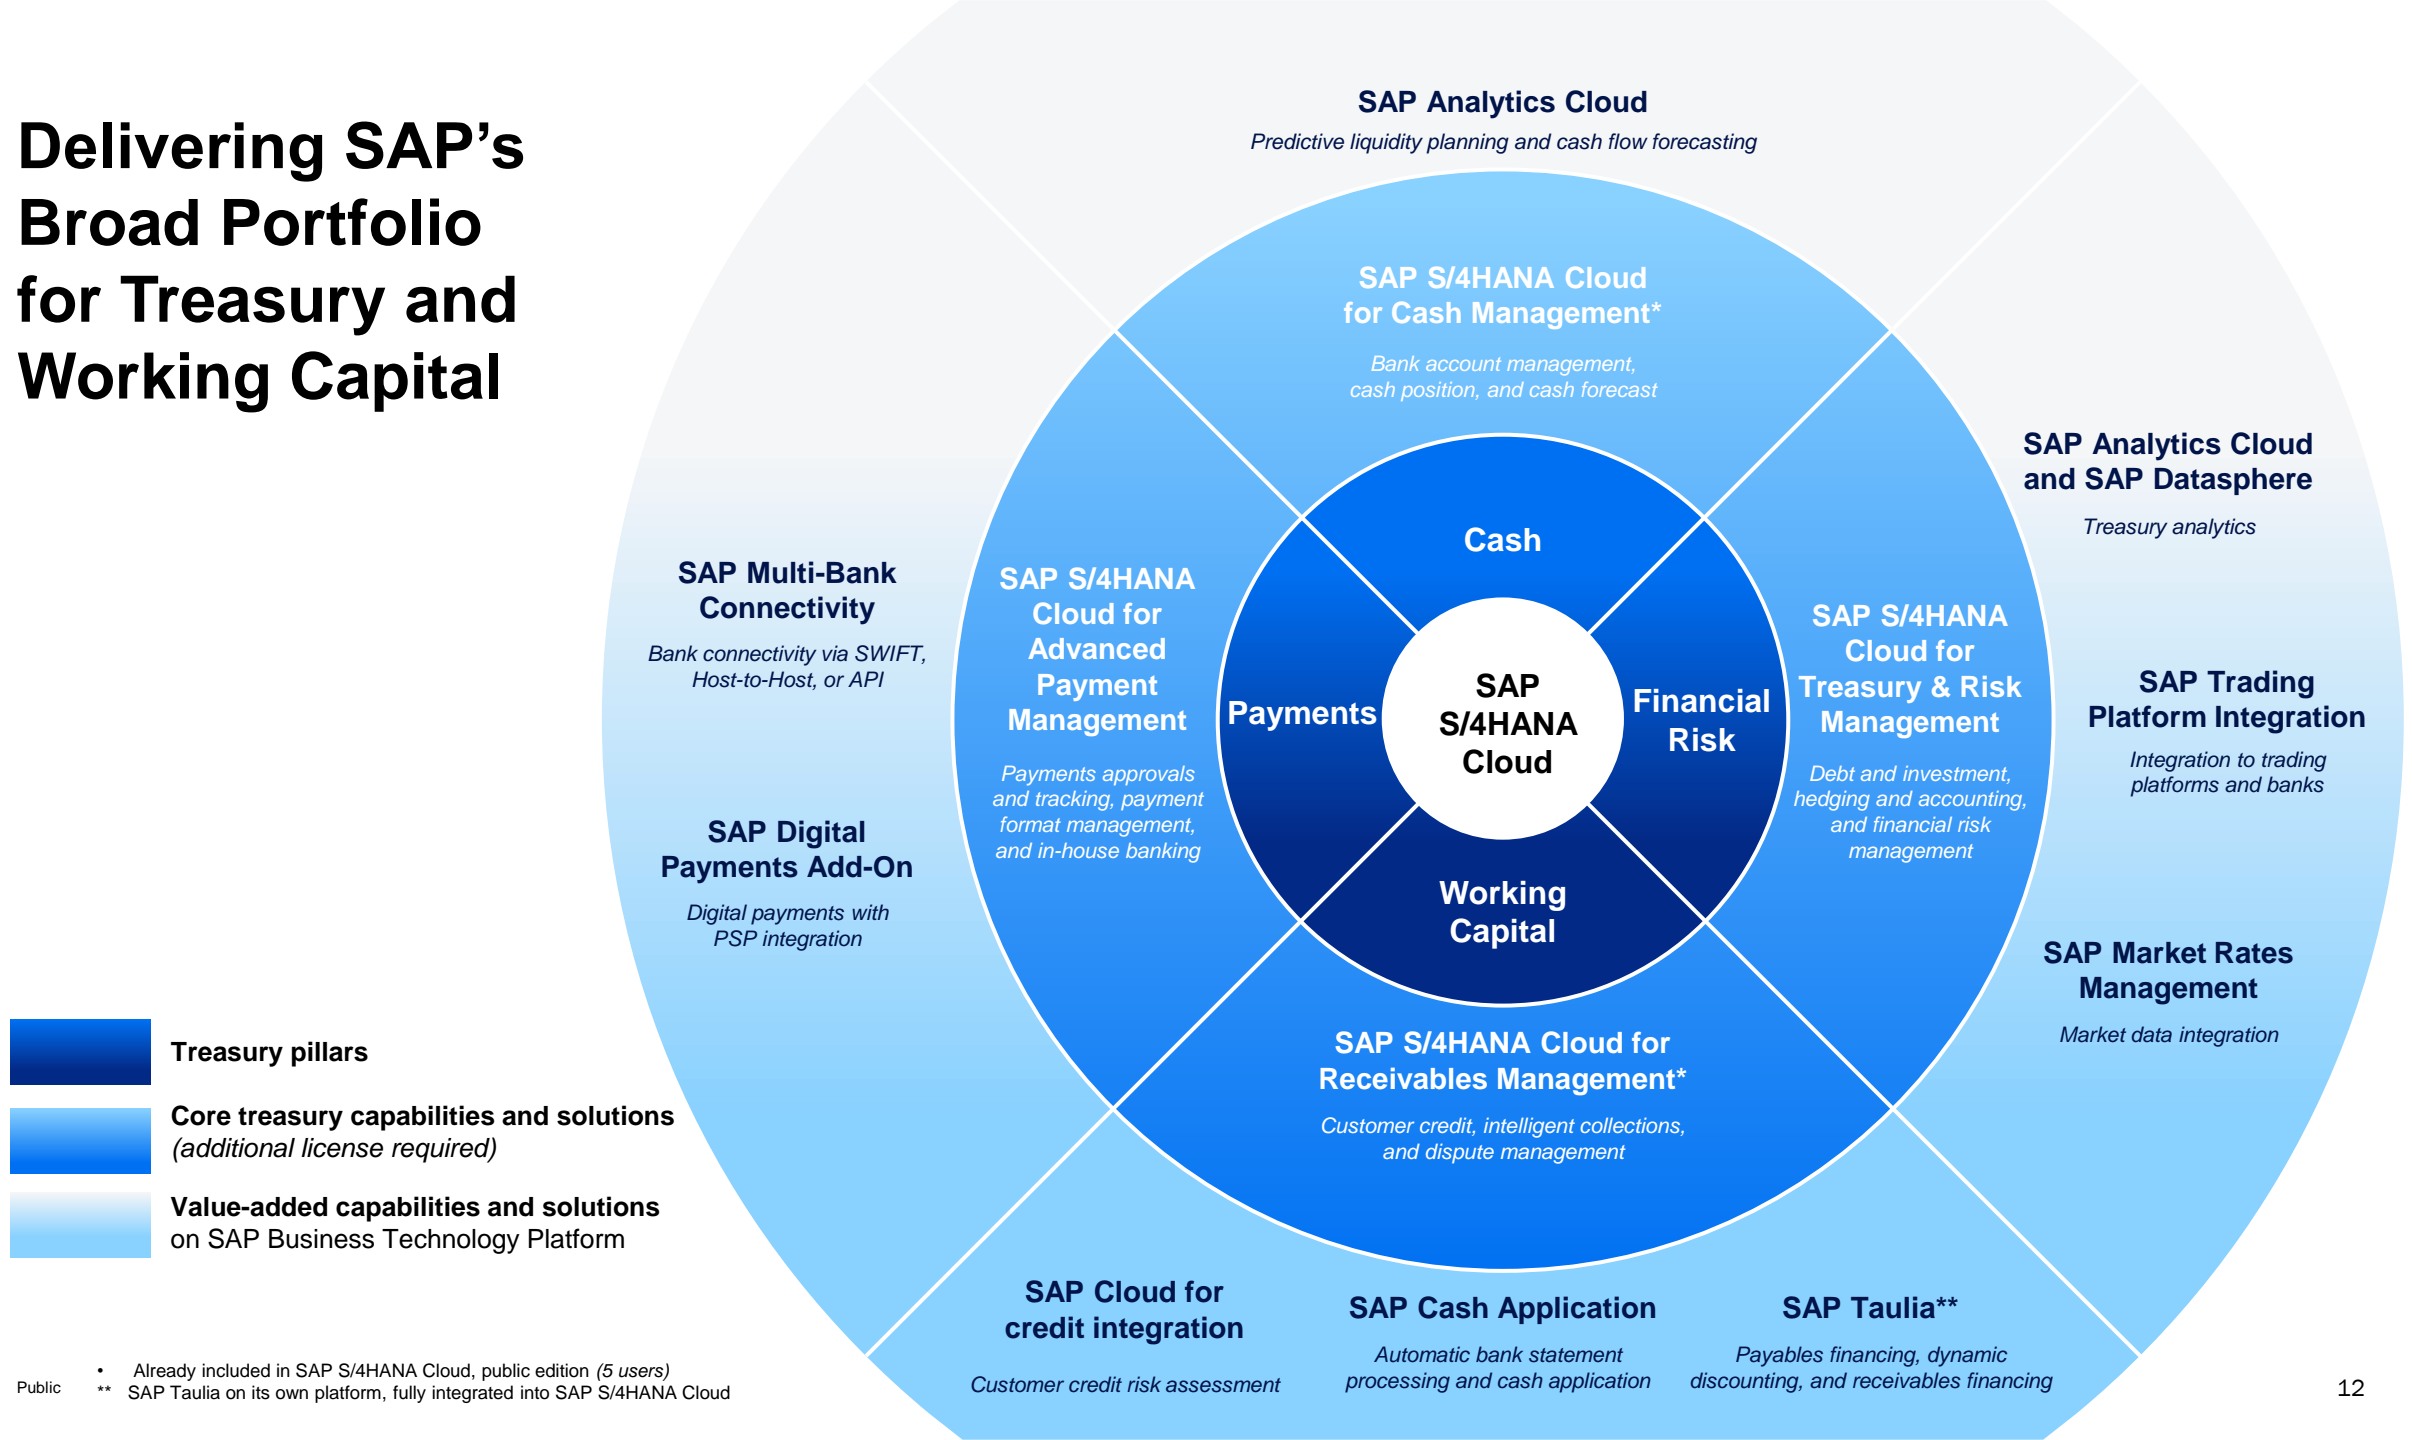 Delivering SAP’s
Broad Portfolio
for Treasury and
Working Capital
SAP Analytics Cloud
Predictive liquidity planning and cash flow forecasting
SAP S/4HANA Cloud
for Cash Management*
Bank account management,
cash position, and cash forecast
SAP Analytics Cloud
and SAP Datasphere
Treasury analytics
Cash
SAP Multi-Bank
Connectivity
Bank connectivity via SWIFT,
Host-to-Host, or API
SAP S/4HANA
Cloud for
Advanced
Payment
Management
Payments approvals
and tracking, payment
format management,
and in-house banking
Payments
SAP
S/4HANA
Cloud
Financial
Risk
SAP S/4HANA
Cloud for
Treasury & Risk
Management
Debt and investment,
hedging and accounting,
and financial risk
management
SAP Trading
Platform Integration
Integration to trading
platforms and banks
SAP Digital
Payments Add-On
Digital payments with
PSP integration
Working
Capital
SAP Market Rates
Management
Market data integration
SAP S/4HANA Cloud for
Receivables Management*
Customer credit, intelligent collections,
and dispute management
Treasury pillars
Core treasury capabilities and solutions
(additional license required)
Value-added capabilities and solutions
on SAP Business Technology Platform
SAP Cloud for
credit integration
Customer credit risk assessment
SAP Cash Application
Automatic bank statement
processing and cash application
SAP Taulia**
Payables financing, dynamic
discounting, and receivables financing
Public
• Already included in SAP S/4HANA Cloud, public edition (5 users)
** SAP Taulia on its own platform, fully integrated into SAP S/4HANA Cloud
12